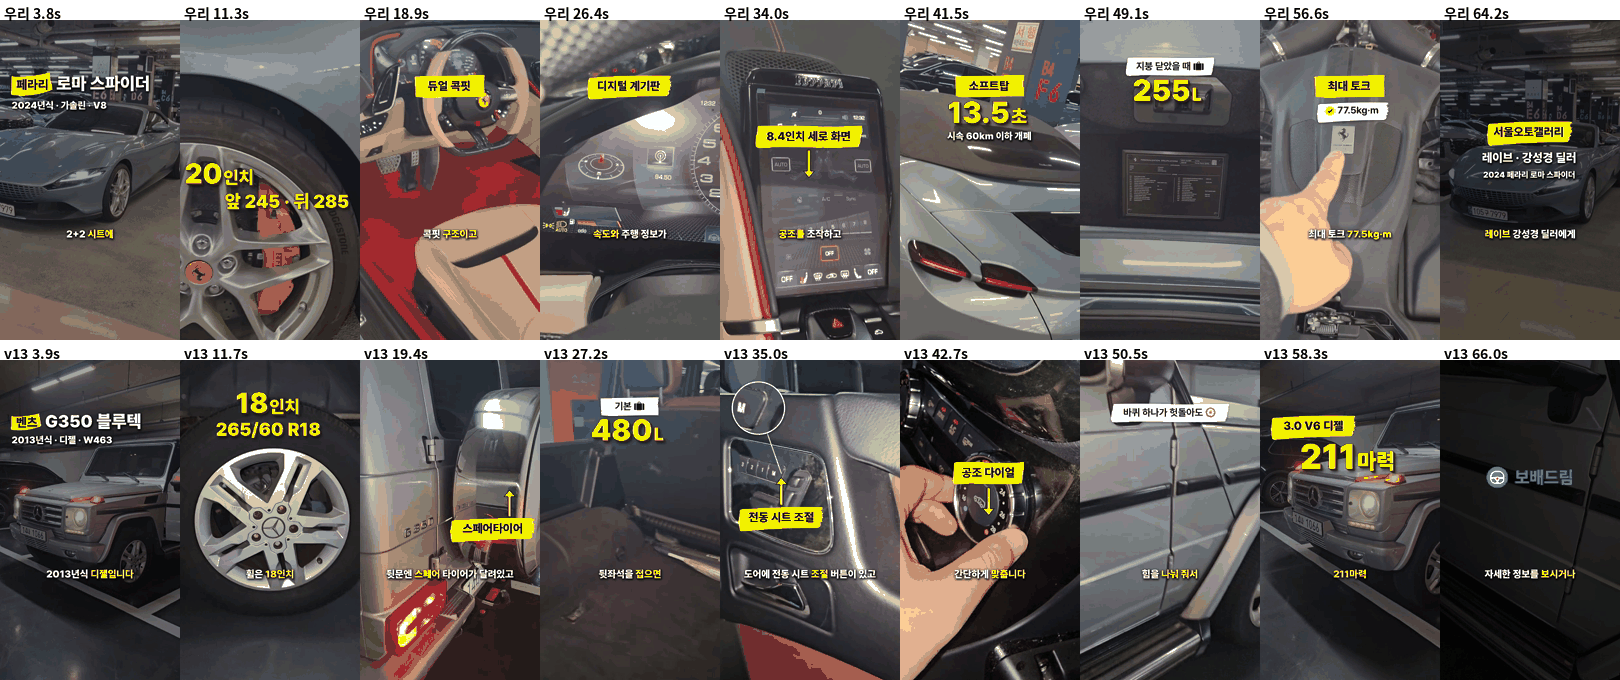 우리 3.8s
페라리 로마 스파이더
2024년식 · 가솔린 · V8
2+2 시트에
우리 11.3s
20인치
앞 245 · 뒤 285
우리 18.9s
듀얼 콕핏
콕핏 구조이고
우리 26.4s
디지털 계기판
속도와 주행 정보가
우리 34.0s
8.4인치 세로 화면
AUTO
AUTO
OFF
OFF
OFF
공조를 조작하고
우리 41.5s
소프트탑
13.5초
시속 60km 이하 개폐
우리 49.1s
지붕 닫았을 때
255L
우리 56.6s
최대 토크
77.5kg·m
최대 토크 77.5kg·m
우리 64.2s
서울오토갤러리
레이브 · 강성경 딜러
2024 페라리 로마 스파이더
레이브 강성경 딜러에게
v13 3.9s
벤츠 G350 블루텍
2013년식 · 디젤 · W463
2013년식 디젤입니다
v13 11.7s
18인치
265/60 R18
휠은 18인치
v13 19.4s
G 350
스페어타이어
뒷문엔 스페어 타이어가 달려있고
v13 27.2s
기본
480L
뒷좌석을 접으면
v13 35.0s
M
전동 시트 조절
도어에 전동 시트 조절 버튼이 있고
v13 42.7s
공조 다이얼
간단하게 맞춥니다
v13 50.5s
바퀴 하나가 헛돌아도
힘을 나눠 줘서
v13 58.3s
3.0 V6 디젤
211마력
211마력
v13 66.0s
보배드림
자세한 정보를 보시거나